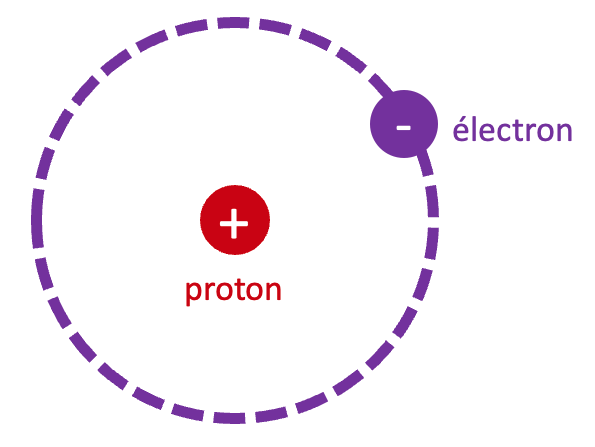 -
électron
+
proton